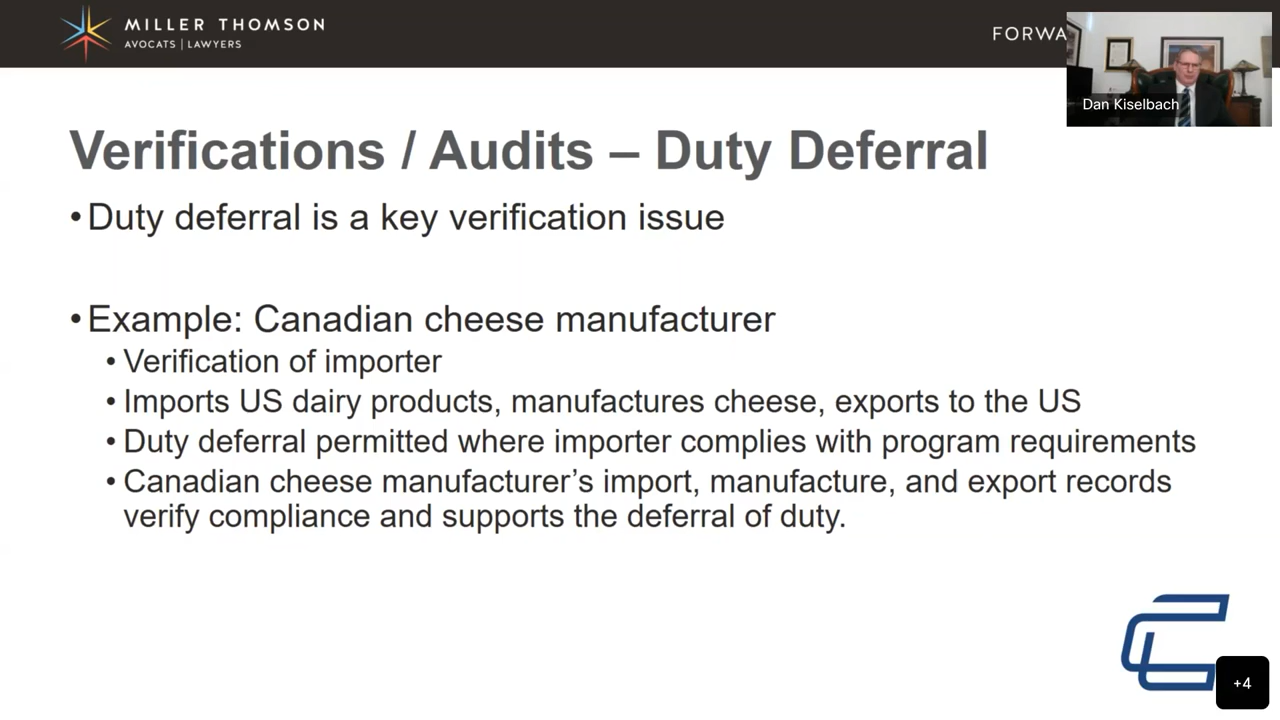 MILLER THOMSON
AVOCATS | LAWYERS
FORWA
Dan Kiselbach
Verifications / Audits – Duty Deferral
• Duty deferral is a key verification issue
• Example: Canadian cheese manufacturer
• Verification of importer
• Imports US dairy products, manufactures cheese, exports to the US
• Duty deferral permitted where importer complies with program requirements
• Canadian cheese manufacturer’s import, manufacture, and export records
verify compliance and supports the deferral of duty.
+4